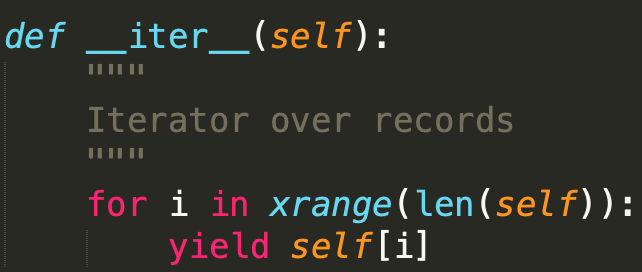 def __iter__(self):
    """
    Iterator over records
    """
    for i in xrange(len(self)):
        yield self[i]